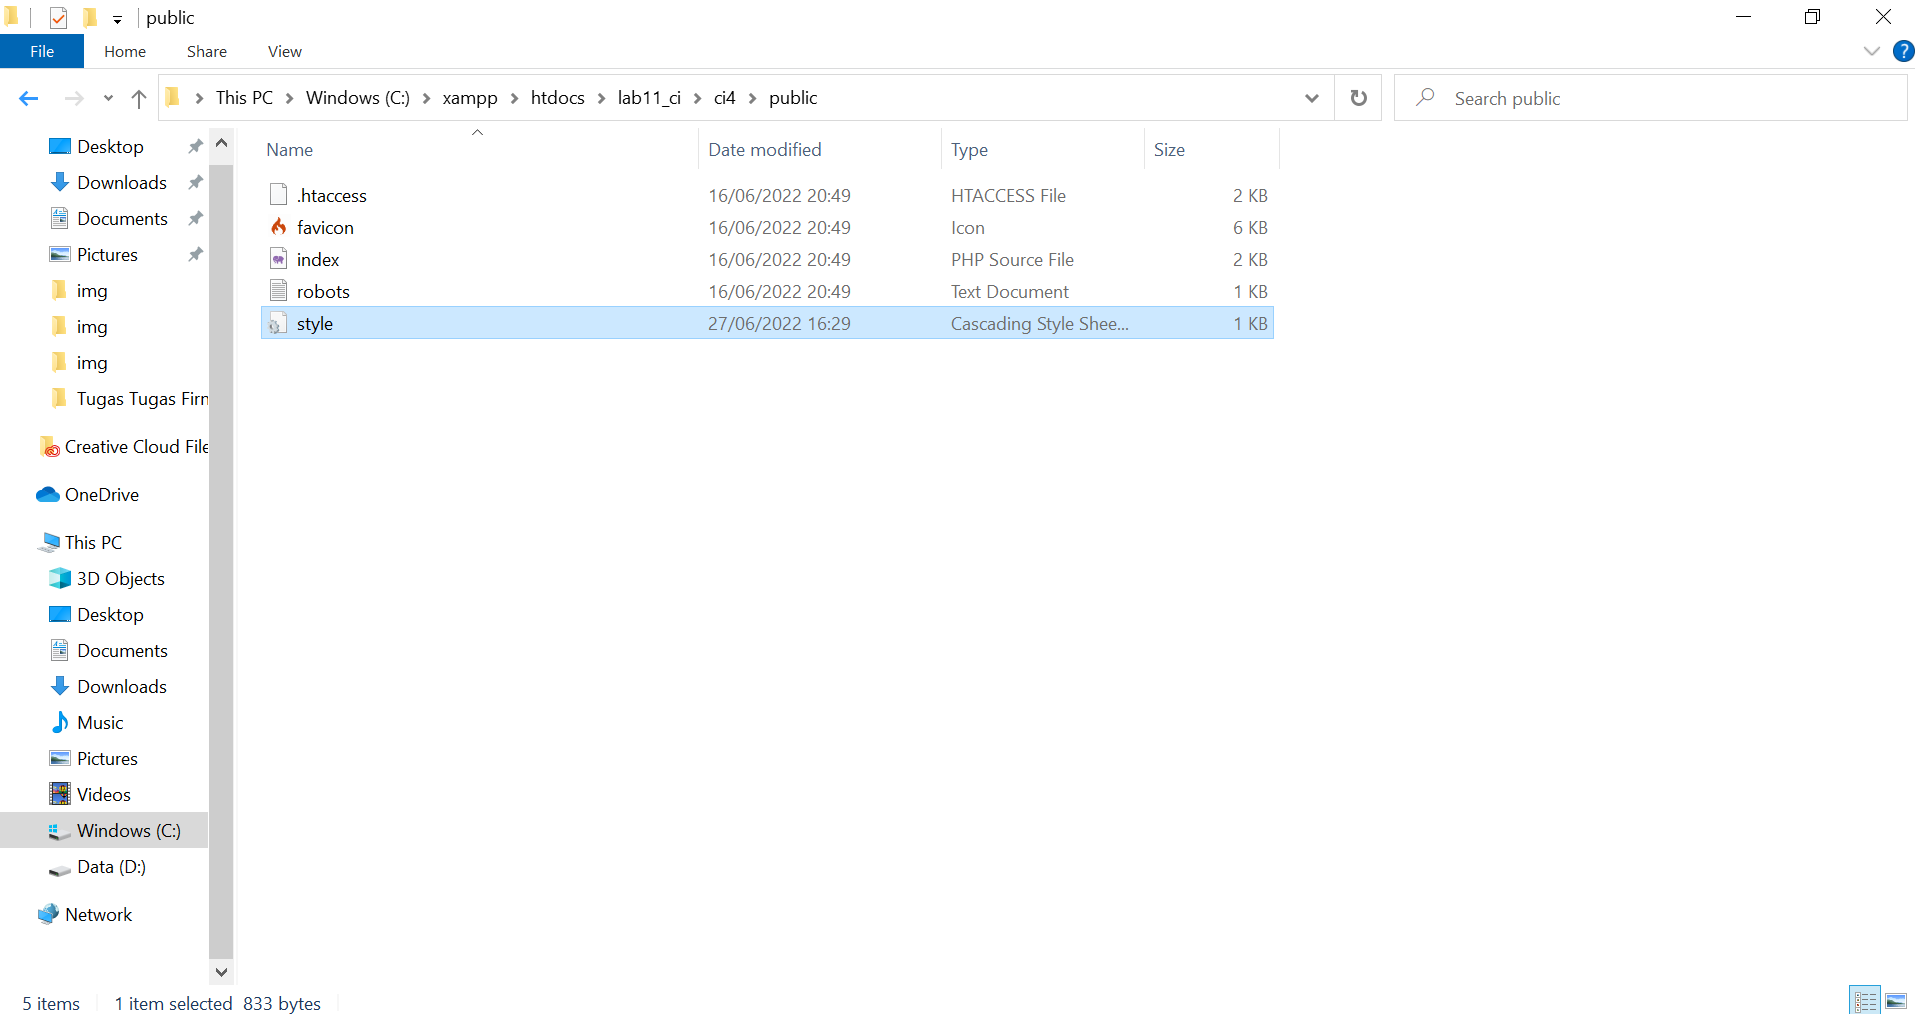 public
File Home Share View
This PC Windows (C:) xampp htdocs lab11_ci ci4 public Search public
Name Date modified Type Size
.htaccess 16/06/2022 20:49 HTACCESS File 2 KB
favicon 16/06/2022 20:49 Icon 6 KB
index 16/06/2022 20:49 PHP Source File 2 KB
robots 16/06/2022 20:49 Text Document 1 KB
style 27/06/2022 16:29 Cascading Style Shee... 1 KB
Desktop
Downloads
Documents
Pictures
img
img
img
Tugas Tugas Firn
Creative Cloud File
OneDrive
This PC
3D Objects
Desktop
Documents
Downloads
Music
Pictures
Videos
Windows (C:)
Data (D:)
Network
5 items 1 item selected 833 bytes